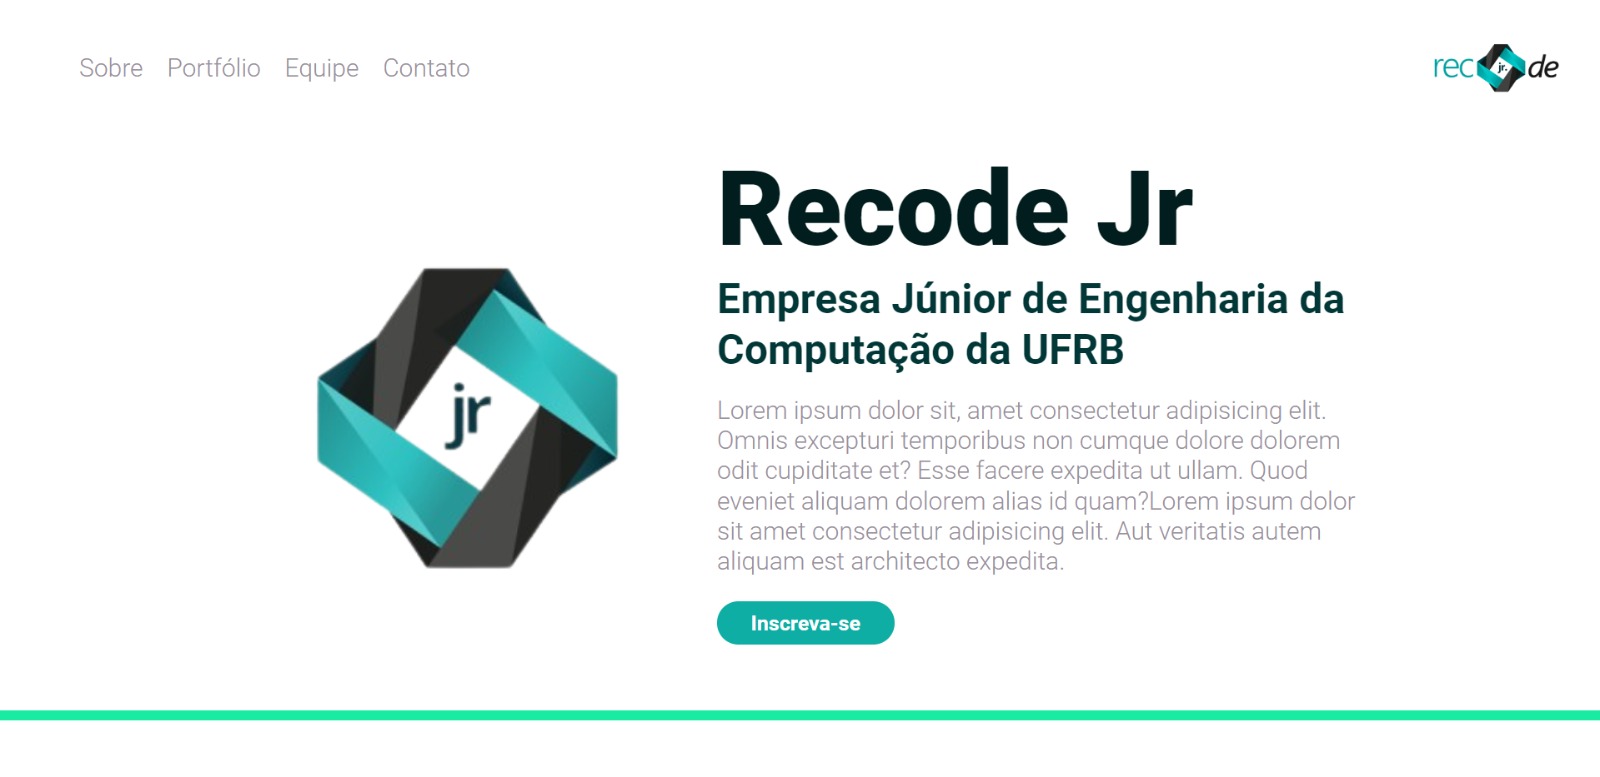 Sobre Portfólio Equipe Contato
rec jr. de
Recode Jr
Empresa Júnior de Engenharia da
Computação da UFRB
jr
Lorem ipsum dolor sit, amet consectetur adipisicing elit.
Omnis excepturi temporibus non cumque dolore dolorem
odit cupiditate et? Esse facere expedita ut ullam. Quod
eveniet aliquam dolorem alias id quam?Lorem ipsum dolor
sit amet consectetur adipisicing elit. Aut veritatis autem
aliquam est architecto expedita.
Inscreva-se